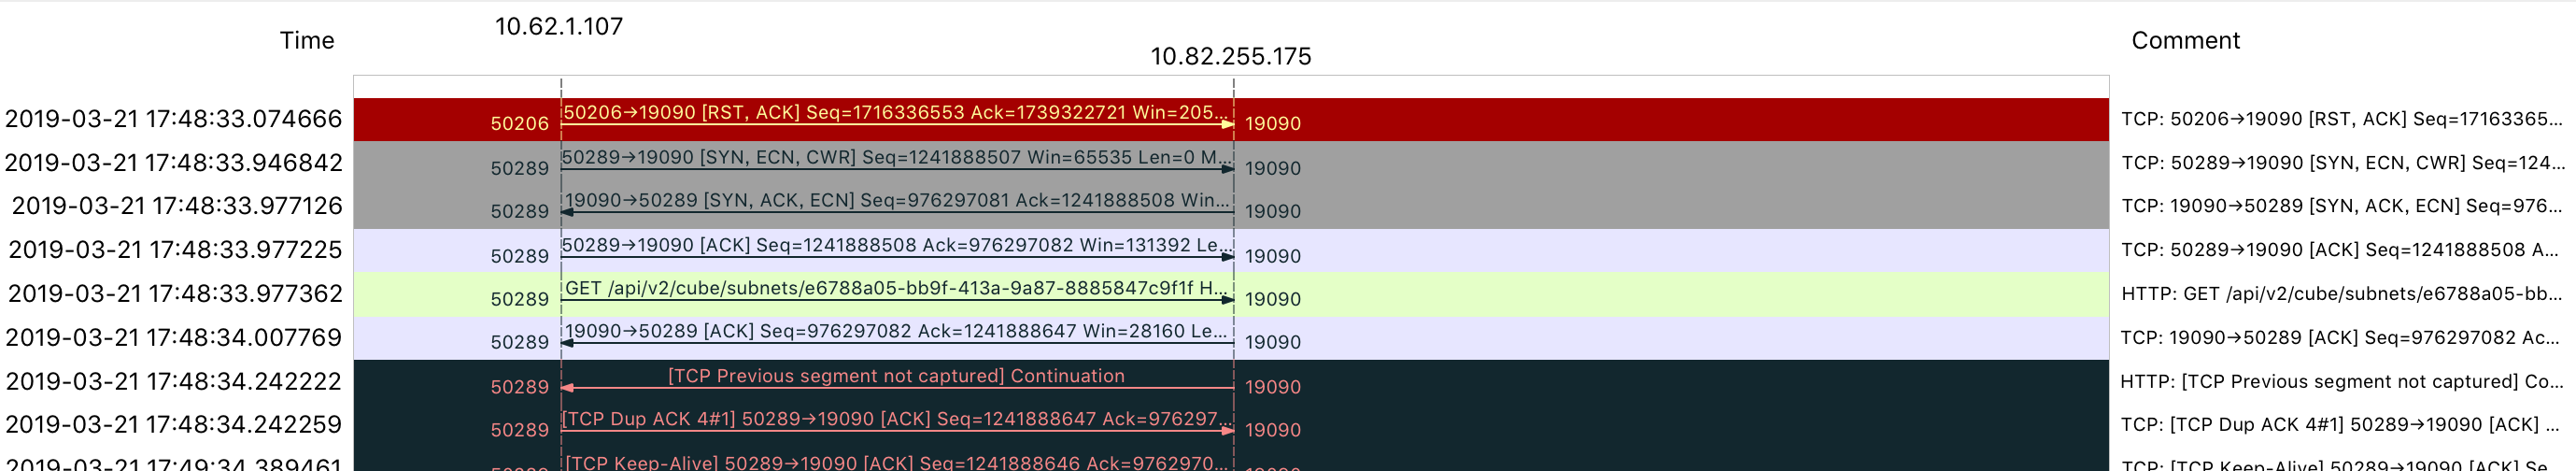 10.62.1.107
Time
Comment
10.82.255.175
2019-03-21 17:48:33.074666 50206 50206→19090 [RST, ACK] Seq=1716336553 Ack=1739322721 Win=205... 19090 TCP: 50206→19090 [RST, ACK] Seq=17163365...
2019-03-21 17:48:33.946842 50289 50289→19090 [SYN, ECN, CWR] Seq=1241888507 Win=65535 Len=0 M... 19090 TCP: 50289→19090 [SYN, ECN, CWR] Seq=124...
2019-03-21 17:48:33.977126 50289 19090→50289 [SYN, ACK, ECN] Seq=976297081 Ack=1241888508 Win... 19090 TCP: 19090→50289 [SYN, ACK, ECN] Seq=976...
2019-03-21 17:48:33.977225 50289 50289→19090 [ACK] Seq=1241888508 Ack=976297082 Win=131392 Le... 19090 TCP: 50289→19090 [ACK] Seq=1241888508 A...
2019-03-21 17:48:33.977362 50289 GET /api/v2/cube/subnets/e6788a05-bb9f-413a-9a87-8885847c9f1f H... 19090 HTTP: GET /api/v2/cube/subnets/e6788a05-bb...
2019-03-21 17:48:34.007769 50289 19090→50289 [ACK] Seq=976297082 Ack=1241888647 Win=28160 Le... 19090 TCP: 19090→50289 [ACK] Seq=976297082 Ac...
2019-03-21 17:48:34.242222 50289 [TCP Previous segment not captured] Continuation 19090 HTTP: [TCP Previous segment not captured] Co...
2019-03-21 17:48:34.242259 50289 [TCP Dup ACK 4#1] 50289→19090 [ACK] Seq=1241888647 Ack=976297... 19090 TCP: [TCP Dup ACK 4#1] 50289→19090 [ACK] ...
2019-03-21 17:49:34.389461 [TCP Keep-Alive] 50289→19090 [ACK] Seq=1241888646 Ack=9762970... TCP: [TCP Keep-Alive] 50289→19090 [ACK] Se...